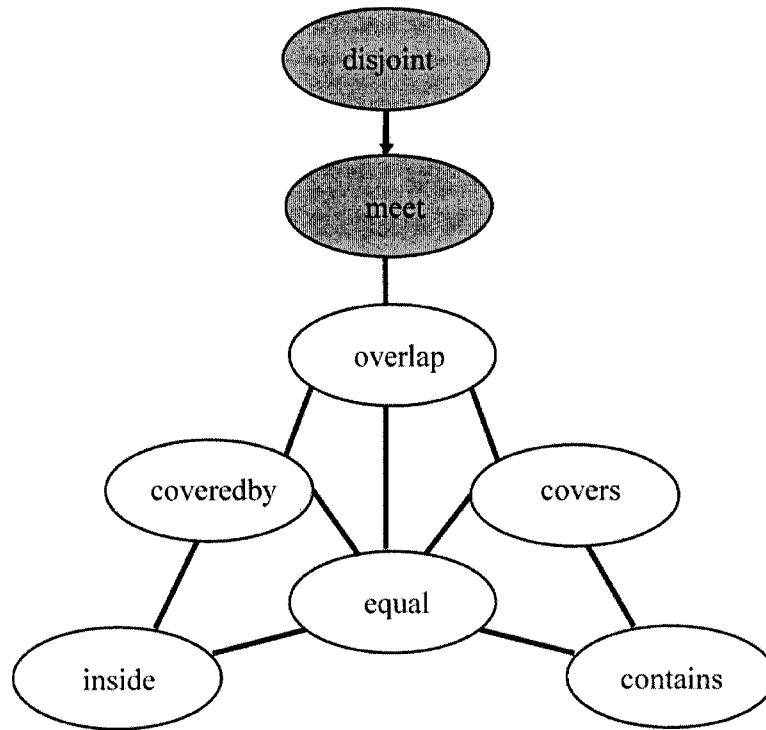 disjoint
meet
overlap
coveredby
covers
equal
inside
contains